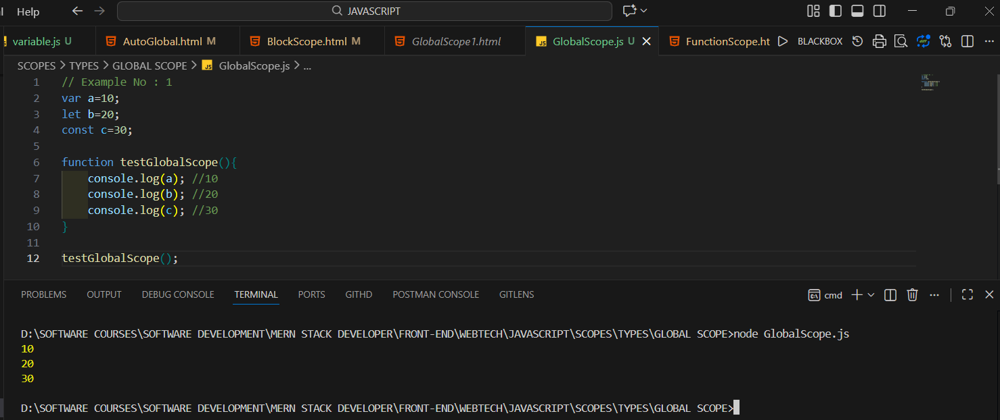 l Help JAVASCRIPT
variable.js U AutoGlobal.html M BlockScope.html M GlobalScope1.html JS GlobalScope.js U FunctionScope.ht BLACKBOX
SCOPES > TYPES > GLOBAL SCOPE > JS GlobalScope.js > ...
1 // Example No : 1
2 var a=10;
3 let b=20;
4 const c=30;
5
6 function testGlobalScope(){
7 console.log(a); //10
8 console.log(b); //20
9 console.log(c); //30
10 }
11
12 testGlobalScope();
PROBLEMS OUTPUT DEBUG CONSOLE TERMINAL PORTS GITHD POSTMAN CONSOLE GITLENS cmd
D:\SOFTWARE COURSES\SOFTWARE DEVELOPMENT\MERN STACK DEVELOPER\FRONT-END\WEBTECH\JAVASCRIPT\SCOPES\TYPES\GLOBAL SCOPE>node GlobalScope.js
10
20
30
D:\SOFTWARE COURSES\SOFTWARE DEVELOPMENT\MERN STACK DEVELOPER\FRONT-END\WEBTECH\JAVASCRIPT\SCOPES\TYPES\GLOBAL SCOPE>